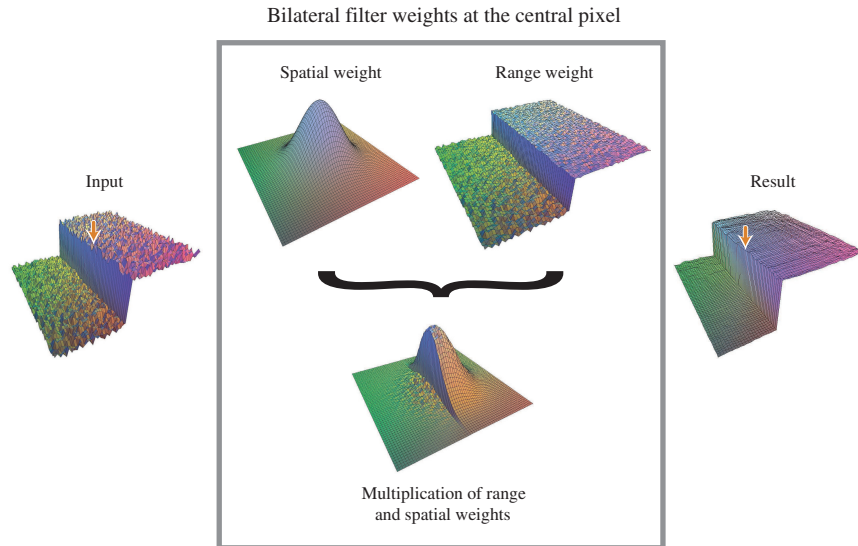 Bilateral filter weights at the central pixel
Spatial weight
Range weight
Input
Result
Multiplication of range
and spatial weights